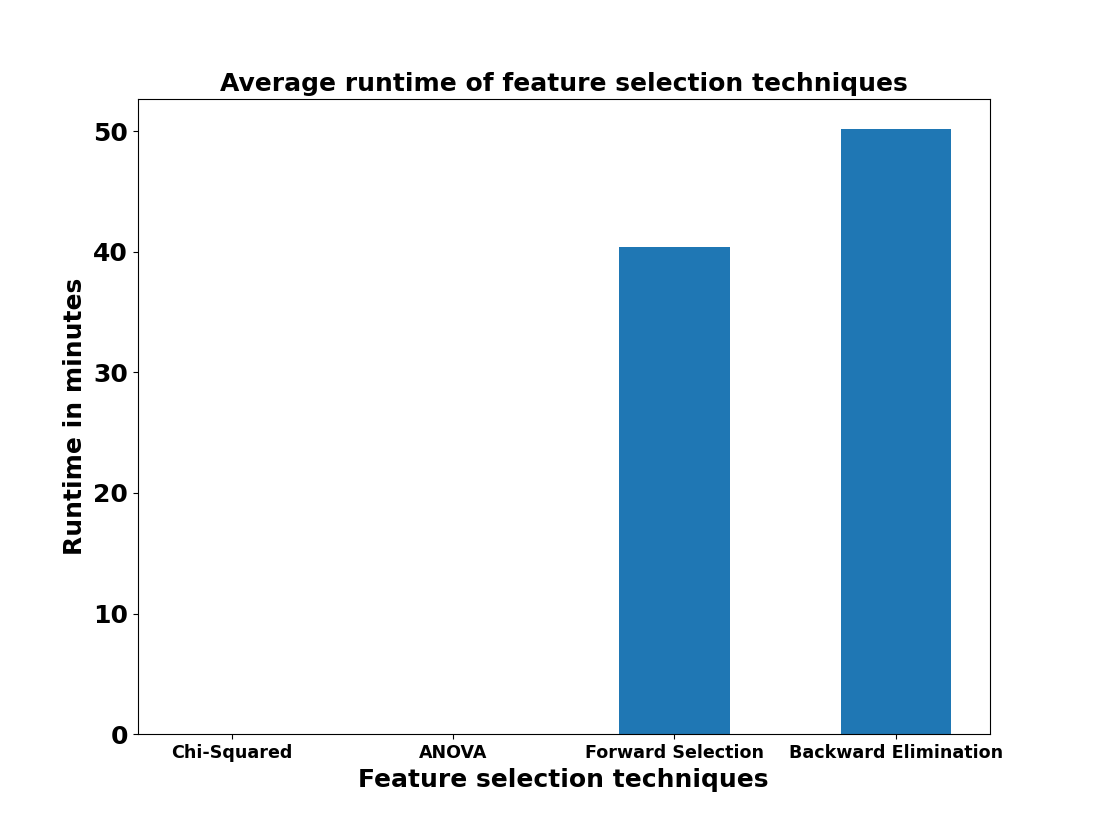 Average runtime of feature selection techniques
Runtime in minutes
50
40
30
20
10
0
Chi-Squared
ANOVA
Forward Selection
Backward Elimination
Feature selection techniques